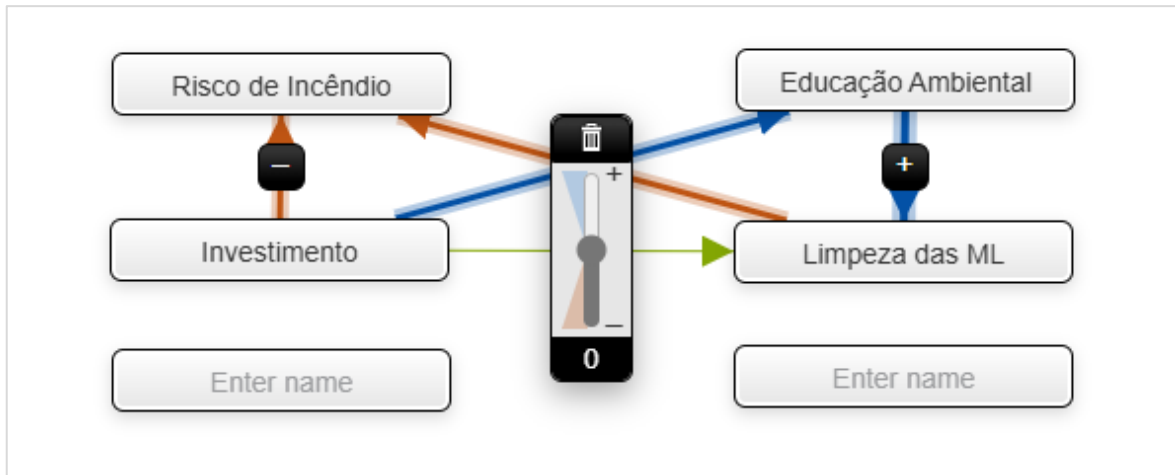 Risco de Incêndio
Educação Ambiental
–
+
+
Investimento
Limpeza das ML
–
0
Enter name
Enter name